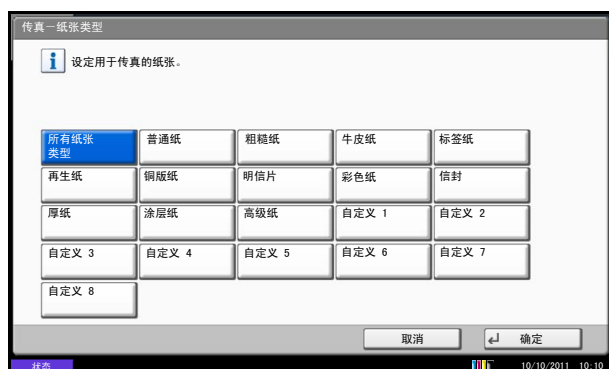 传真－纸张类型
设定用于传真的纸张。
所有纸张
类型
普通纸
粗糙纸
牛皮纸
标签纸
再生纸
铜版纸
明信片
彩色纸
信封
厚纸
涂层纸
高级纸
自定义 1
自定义 2
自定义 3
自定义 4
自定义 5
自定义 6
自定义 7
自定义 8
取消
确定
状态
10/10/2011 10:10